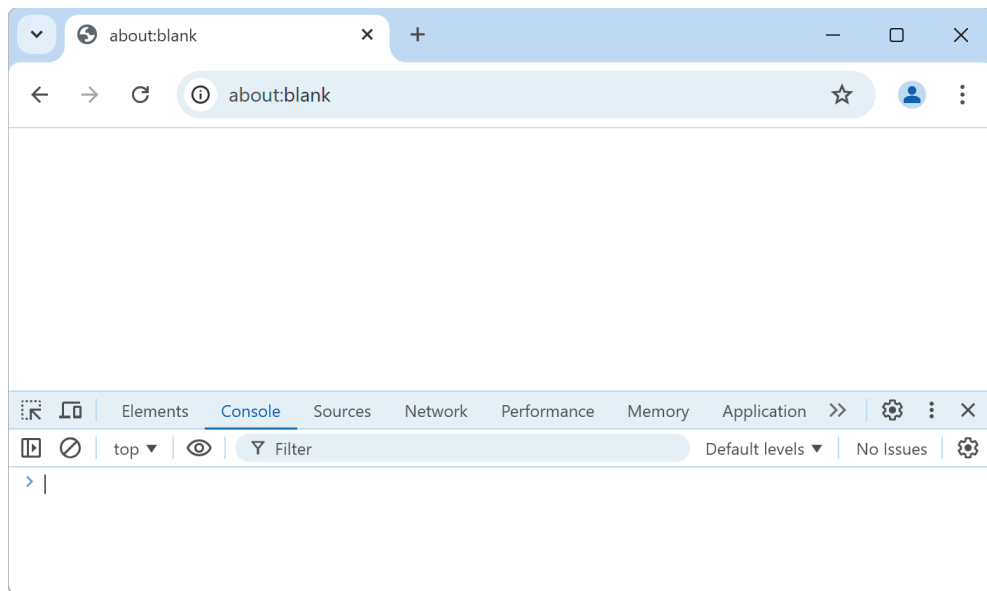 about:blank
about:blank
Elements Console Sources Network Performance Memory Application
top Filter Default levels No Issues